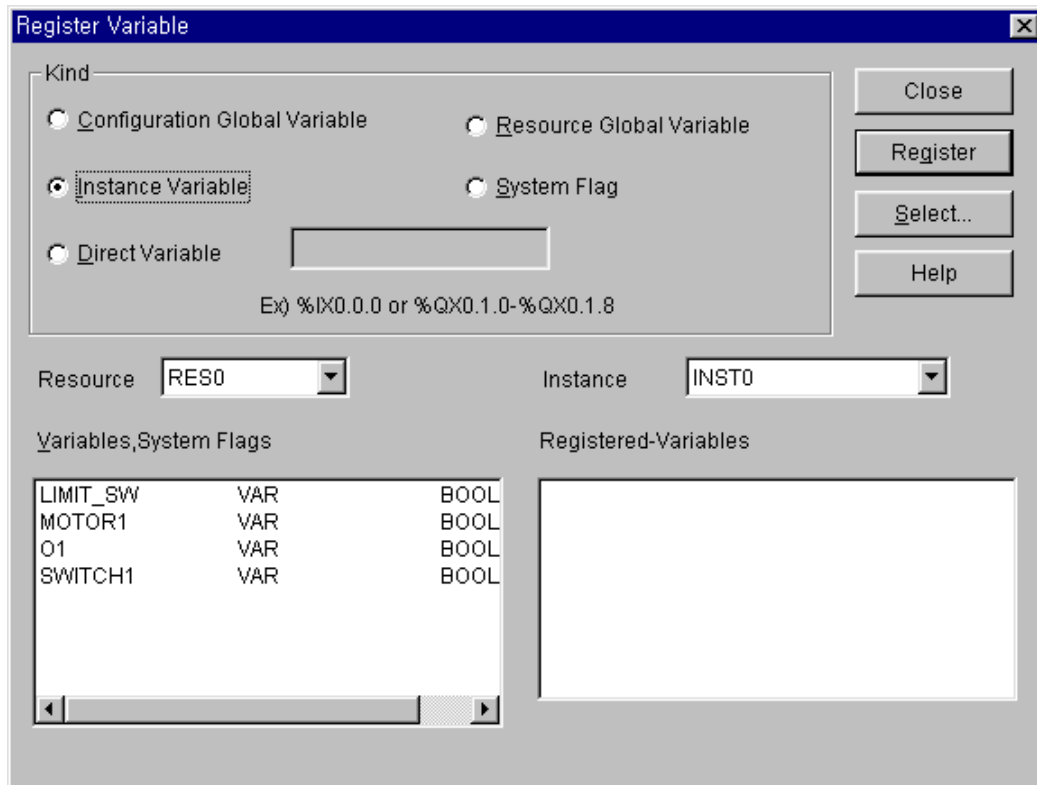 Register Variable
Kind
Configuration Global Variable
Resource Global Variable
Instance Variable
System Flag
Direct Variable
Ex) %IX0.0.0 or %QX0.1.0-%QX0.1.8
Close
Register
Select...
Help
Resource RES0
Instance INST0
Variables,System Flags
LIMIT_SW VAR BOOL
MOTOR1 VAR BOOL
O1 VAR BOOL
SWITCH1 VAR BOOL
Registered-Variables